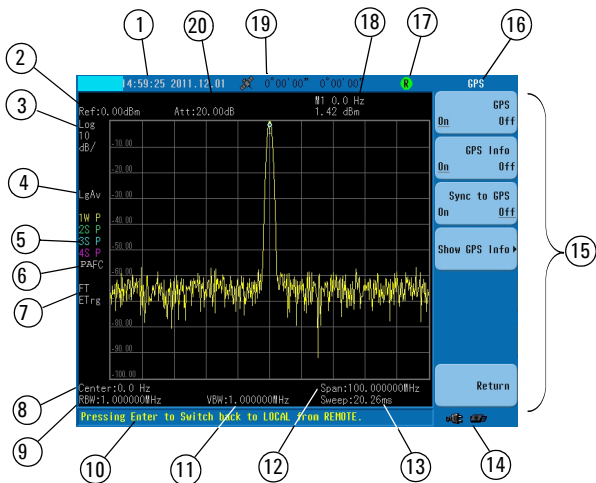 1 20 19 18 17 16
2
3
4
5
6
7
8
9
10 11 12 13 14
15
14:59:25 2011.12.01 0°00'00" 0°00'00" R GPS
M1 0.0 Hz
Ref:0.00dBm Att:20.00dB 1.42 dBm
Log
10
dB/
LgAv
1W P
2S P
3S P
4S P
PAFC
FT
ETrg
-10.00
-20.00
-30.00
-40.00
-50.00
-60.00
-80.00
-90.00
-100.00
Center:0.0 Hz Span:100.000000MHz
RBW:1.000000MHz VBW:1.000000MHz Sweep:20.26ms
Pressing Enter to Switch back to LOCAL from REMOTE.
GPS
On Off
GPS Info
On Off
Sync to GPS
On Off
Show GPS Info
Return